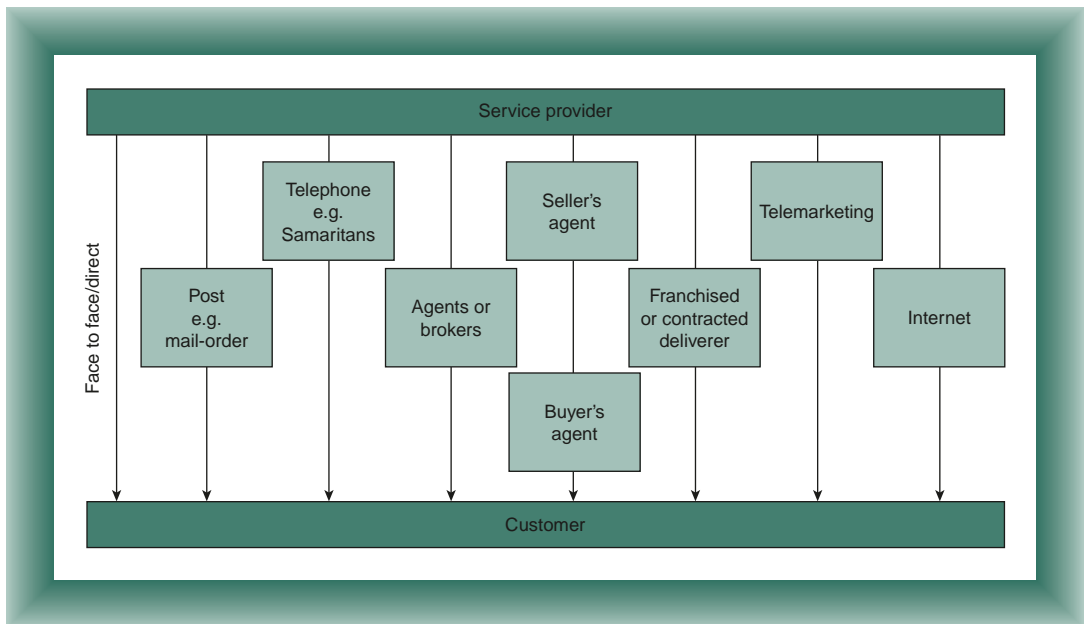 Service provider
Face to face/direct
Post
e.g.
mail-order
Telephone
e.g.
Samaritans
Agents or
brokers
Seller's
agent
Buyer's
agent
Franchised
or contracted
deliverer
Telemarketing
Internet
Customer